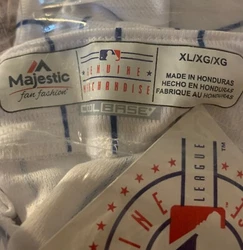 Majestic
fan fashion
GENUINE
MERCHANDISE
XL/XG/XG
MADE IN HONDURAS
HECHO EN HONDURAS
FABRIQUÉ AU HONDURAS
COOLBASE
LEAGUE